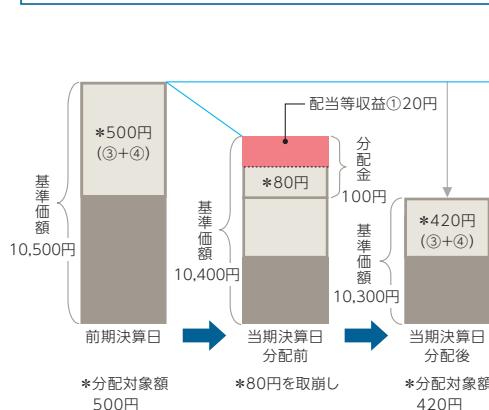 配当等収益①20円
*500円
(③+④)
基準価額
10,500円
分配金
100円
*80円
基準価額
10,400円
*420円
(③+④)
基準価額
10,300円
前期決算日
当期決算日
分配前
当期決算日
分配後
*分配対象額
500円
*80円を取崩し
*分配対象額
420円